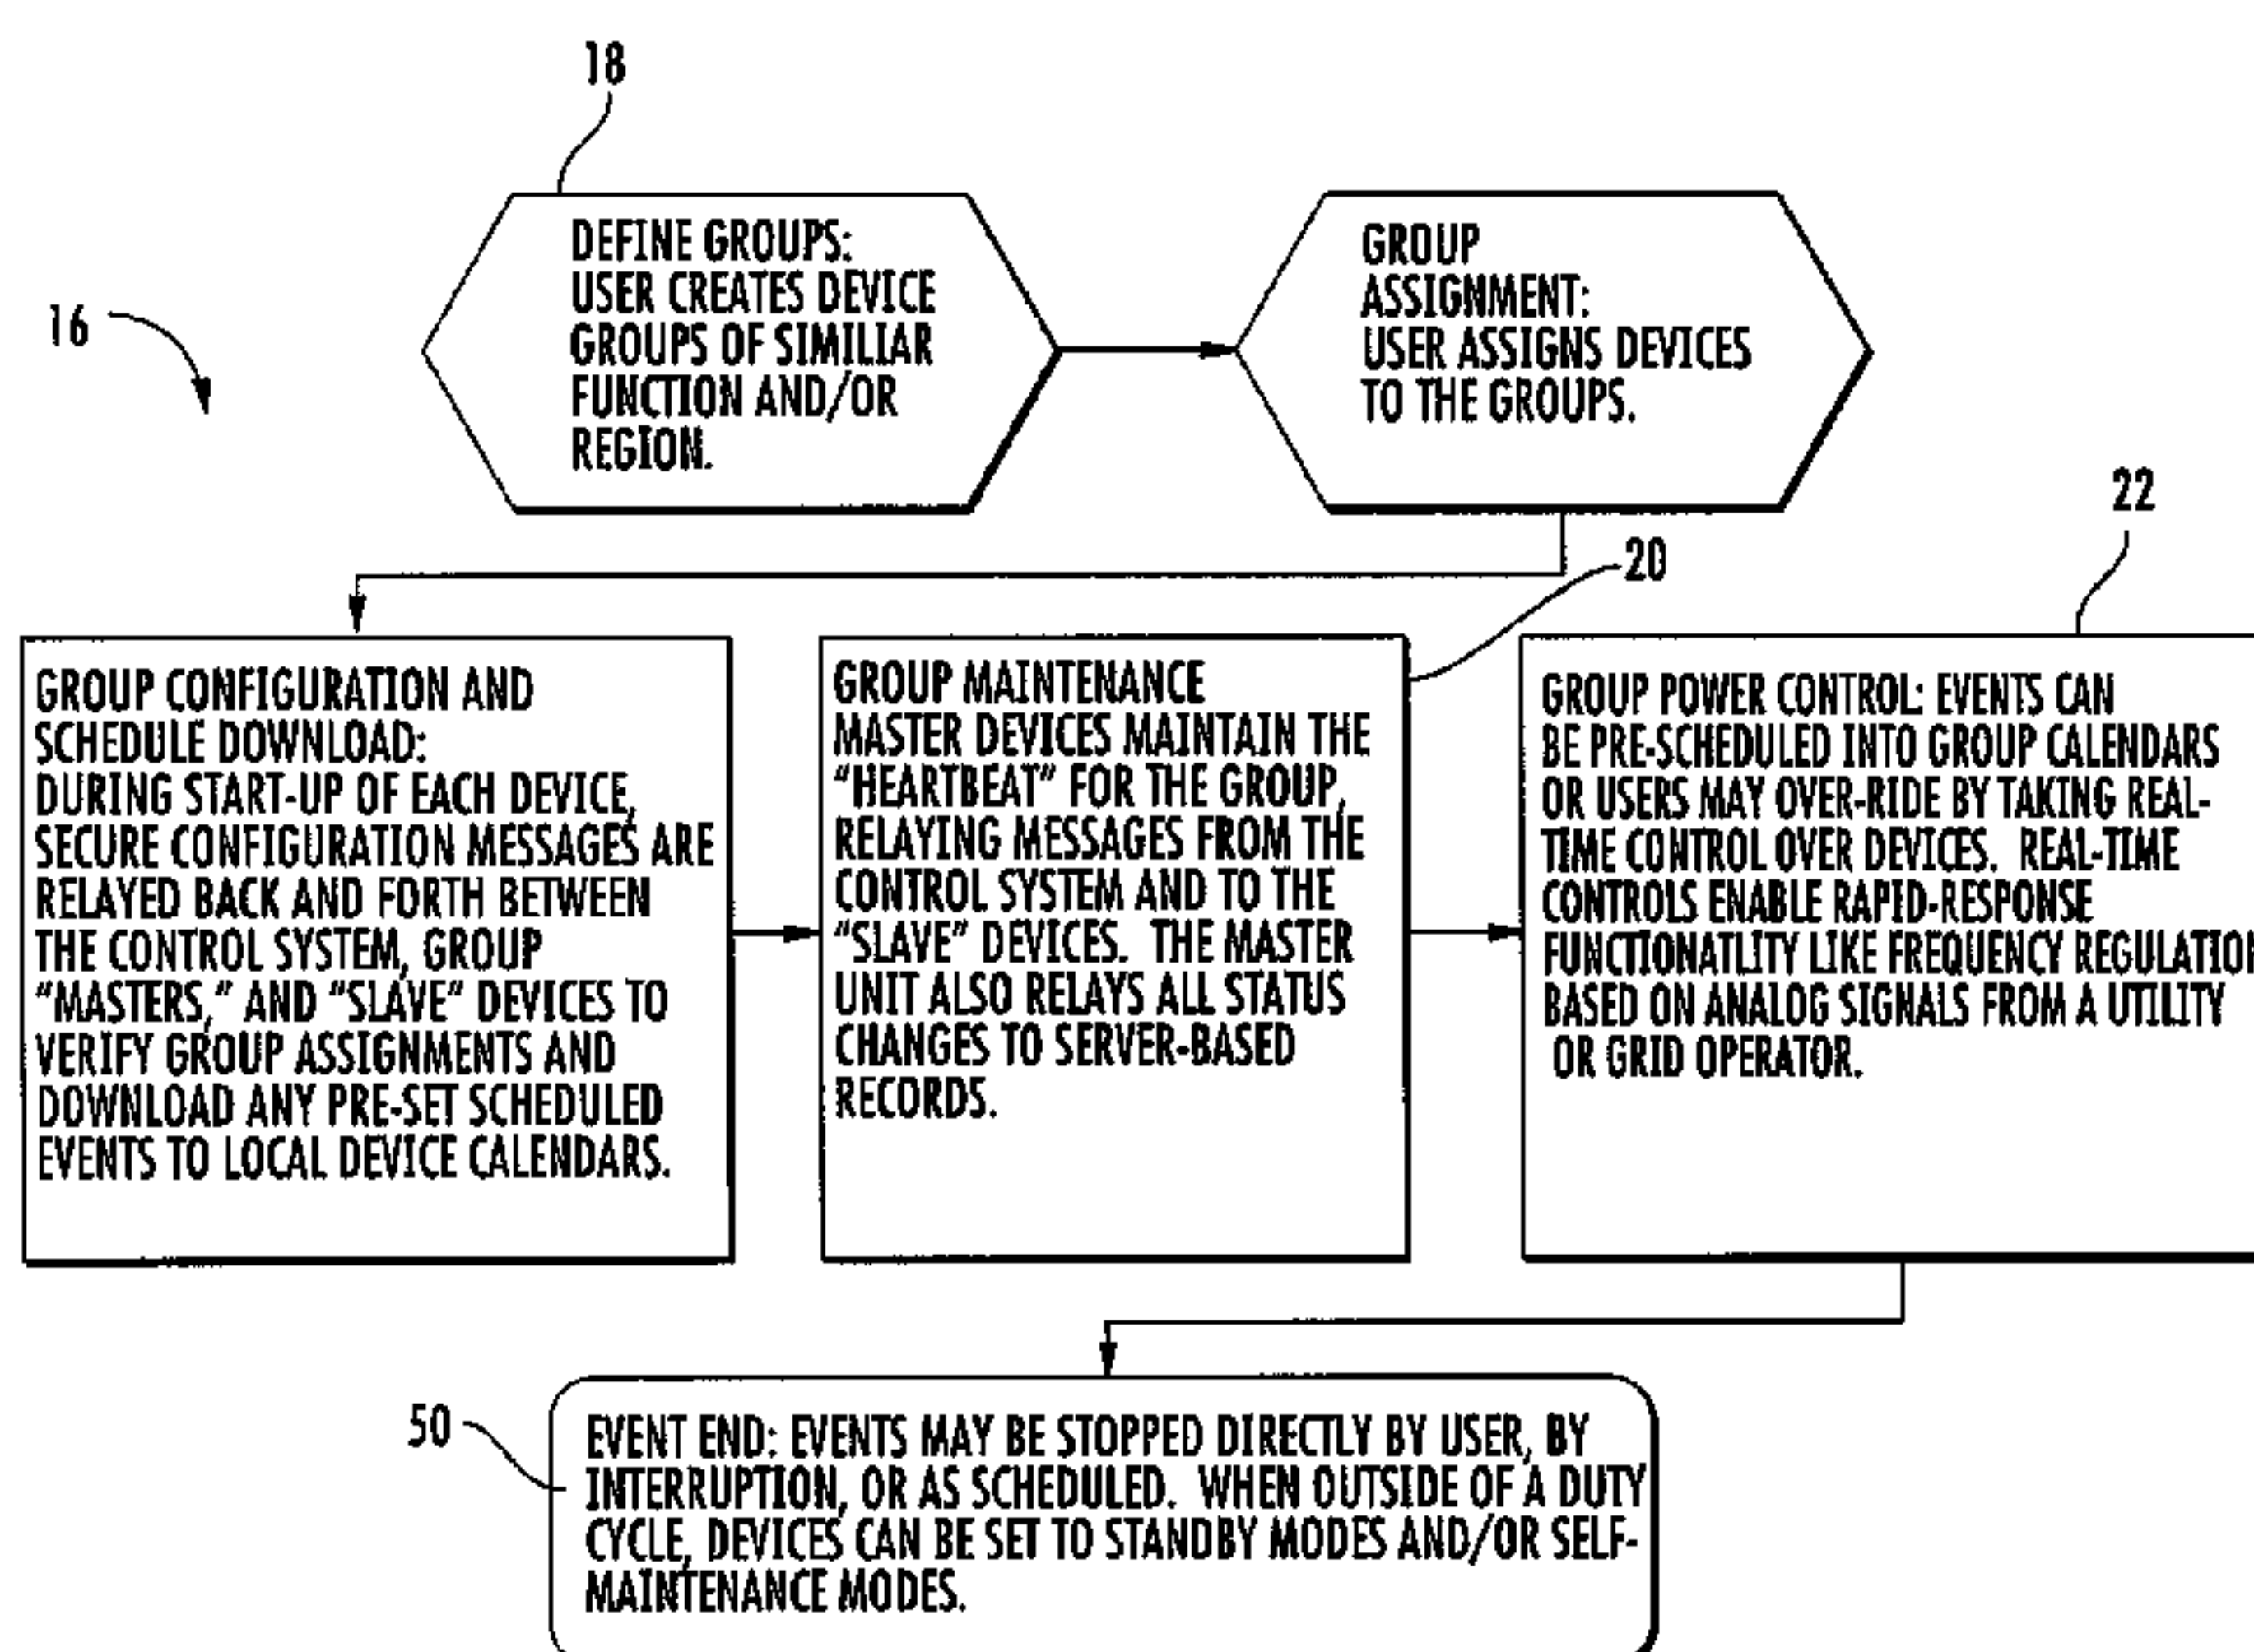 18
DEFINE GROUPS:
USER CREATES DEVICE
GROUPS OF SIMILIAR
FUNCTION AND/OR
REGION.
GROUP
ASSIGNMENT:
USER ASSIGNS DEVICES
TO THE GROUPS.
16
22
20
GROUP CONFIGURATION AND
SCHEDULE DOWNLOAD:
DURING START-UP OF EACH DEVICE,
SECURE CONFIGURATION MESSAGES ARE
RELAYED BACK AND FORTH BETWEEN
THE CONTROL SYSTEM, GROUP
"MASTERS," AND "SLAVE" DEVICES TO
VERIFY GROUP ASSIGNMENTS AND
DOWNLOAD ANY PRE-SET SCHEDULED
EVENTS TO LOCAL DEVICE CALENDARS.
GROUP MAINTENANCE
MASTER DEVICES MAINTAIN THE
"HEARTBEAT" FOR THE GROUP,
RELAYING MESSAGES FROM THE
CONTROL SYSTEM AND TO THE
"SLAVE" DEVICES. THE MASTER
UNIT ALSO RELAYS ALL STATUS
CHANGES TO SERVER-BASED
RECORDS.
GROUP POWER CONTROL: EVENTS CAN
BE PRE-SCHEDULED INTO GROUP CALENDARS
OR USERS MAY OVER-RIDE BY TAKING REAL-
TIME CONTROL OVER DEVICES. REAL-TIME
CONTROLS ENABLE RAPID-RESPONSE
FUNCTIONATLITY LIKE FREQUENCY REGULATION
BASED ON ANALOG SIGNALS FROM A UTILITY
OR GRID OPERATOR.
50
EVENT END: EVENTS MAY BE STOPPED DIRECTLY BY USER, BY
INTERRUPTION, OR AS SCHEDULED. WHEN OUTSIDE OF A DUTY
CYCLE, DEVICES CAN BE SET TO STANDBY MODES AND/OR SELF-
MAINTENANCE MODES.